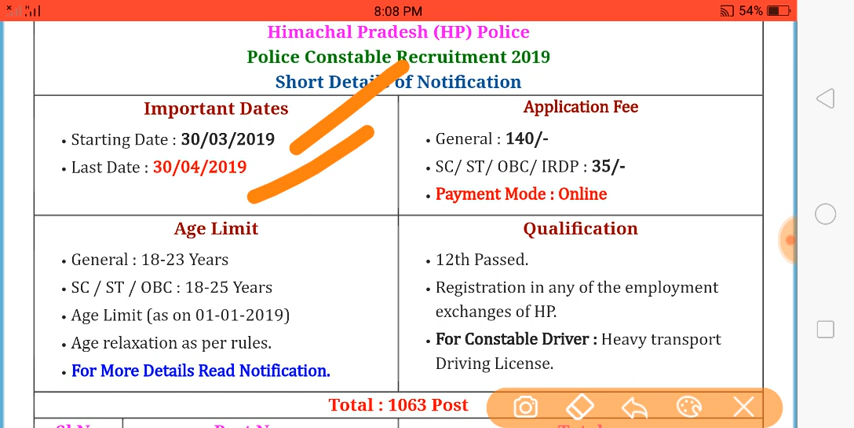 8:08 PM
54%
Himachal Pradesh (HP) Police
Police Constable Recruitment 2019
Short Details of Notification
Important Dates
• Starting Date : 30/03/2019
• Last Date : 30/04/2019
Application Fee
• General : 140/-
• SC/ ST/ OBC/ IRDP : 35/-
• Payment Mode : Online
Age Limit
• General : 18-23 Years
• SC / ST / OBC : 18-25 Years
• Age Limit (as on 01-01-2019)
• Age relaxation as per rules.
• For More Details Read Notification.
Qualification
• 12th Passed.
• Registration in any of the employment
exchanges of HP.
• For Constable Driver : Heavy transport
Driving License.
Total : 1063 Post